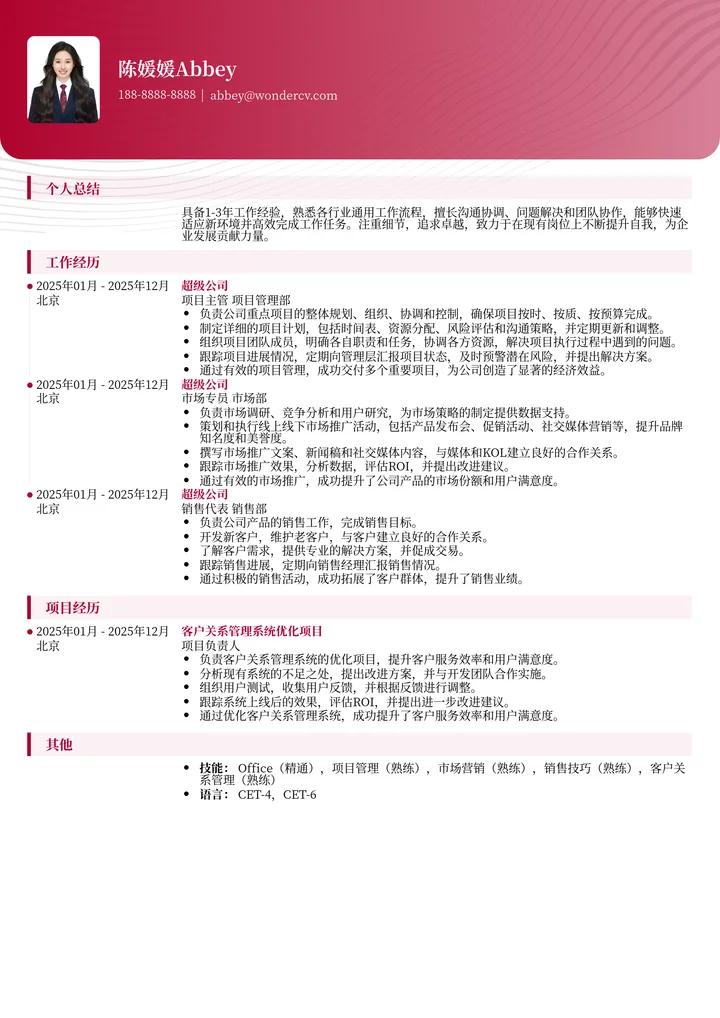 陈媛媛Abbey
188-8888-8888 | abbey@wondercv.com
个人总结
具备1-3年工作经验，熟悉各行业通用工作流程，擅长沟通协调、问题解决和团队协作，能够快速
适应新环境并高效完成工作任务。注重细节，追求卓越，致力于在现有岗位上不断提升自我，为企
业发展贡献力量。
工作经历
2025年01月 - 2025年12月 超级公司
北京 项目主管 项目管理部
• 负责公司重点项目的整体规划、组织、协调和控制，确保项目按时、按质、按预算完成。
• 制定详细的项目计划，包括时间表、资源分配、风险评估和沟通策略，并定期更新和调整。
• 组织项目团队成员，明确各自职责和任务，协调各方资源，解决项目执行过程中遇到的问题。
• 跟踪项目进展情况，定期向管理层汇报项目状态，及时预警潜在风险，并提出解决方案。
• 通过有效的项目管理，成功交付多个重要项目，为公司创造了显著的经济效益。
2025年01月 - 2025年12月 超级公司
北京 市场专员 市场部
• 负责市场调研、竞争分析和用户研究，为市场策略的制定提供数据支持。
• 策划和执行线上线下市场推广活动，包括产品发布会、促销活动、社交媒体营销等，提升品牌
知名度和美誉度。
• 撰写市场推广文案、新闻稿和社交媒体内容，与媒体和KOL建立良好的合作关系。
• 跟踪市场推广效果，分析数据，评估ROI，并提出改进建议。
• 通过有效的市场推广，成功提升了公司产品的市场份额和用户满意度。
2025年01月 - 2025年12月 超级公司
北京 销售代表 销售部
• 负责公司产品的销售工作，完成销售目标。
• 开发新客户，维护老客户，与客户建立良好的合作关系。
• 了解客户需求，提供专业的解决方案，并促成交易。
• 跟踪销售进展，定期向销售经理汇报销售情况。
• 通过积极的销售活动，成功拓展了客户群体，提升了销售业绩。
项目经历
2025年01月 - 2025年12月 客户关系管理系统优化项目
北京 项目负责人
• 负责客户关系管理系统的优化项目，提升客户服务效率和用户满意度。
• 分析现有系统的不足之处，提出改进方案，并与开发团队合作实施。
• 组织用户测试，收集用户反馈，并根据反馈进行调整。
• 跟踪系统上线后的效果，评估ROI，并提出进一步改进建议。
• 通过优化客户关系管理系统，成功提升了客户服务效率和用户满意度。
其他
• 技能： Office（精通），项目管理（熟练），市场营销（熟练），销售技巧（熟练），客户关
系管理（熟练）
• 语言： CET-4，CET-6